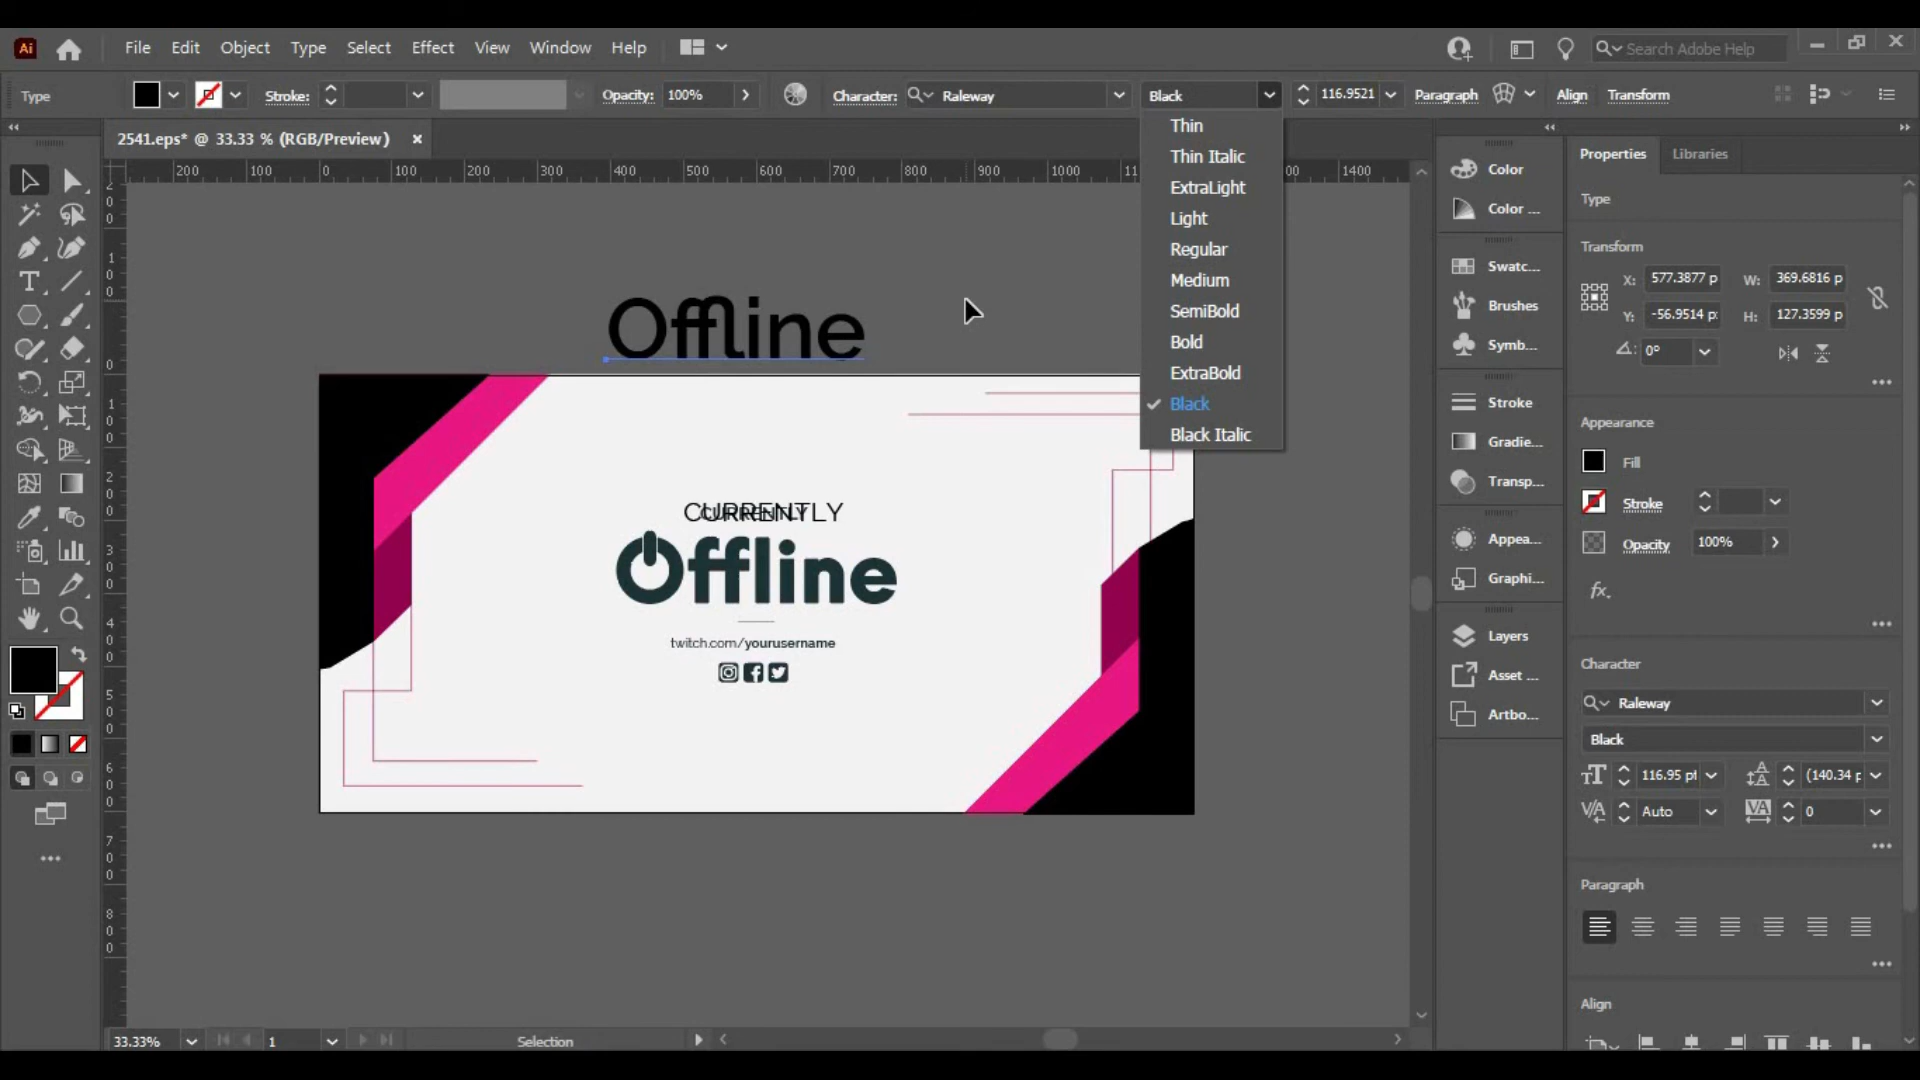 Ai File Edit Object Type Select Effect View Window Help Search Adobe Help
Type Stroke: Opacity: 100% Character: Raleway Black 116.9521 Paragraph Align Transform
2541.eps* @ 33.33 % (RGB/Preview) ×
200 100 0 100 200 300 400 500 600 700 800 900 1000 11 00 1400
Thin
Thin Italic
ExtraLight
Light
Regular
Medium
SemiBold
Bold
ExtraBold
Black
Black Italic
Offline
CURRENTLY
CURRENTLY
Offline
twitch.com/yourusername
Color
Color ...
Swatc...
Brushes
Symb...
Stroke
Gradie...
Transp...
Appea...
Graphi...
Layers
Asset ...
Artbo...
Properties Libraries
Type
Transform
X: 577.3877 p W: 369.6816 p
Y: -56.9514 p: H: 127.3599 p
0°
Appearance
Fill
Stroke
Opacity 100%
fx.
Character
Raleway
Black
116.95 pt (140.34 p
Auto 0
Paragraph
Align
33.33% 1 Selection